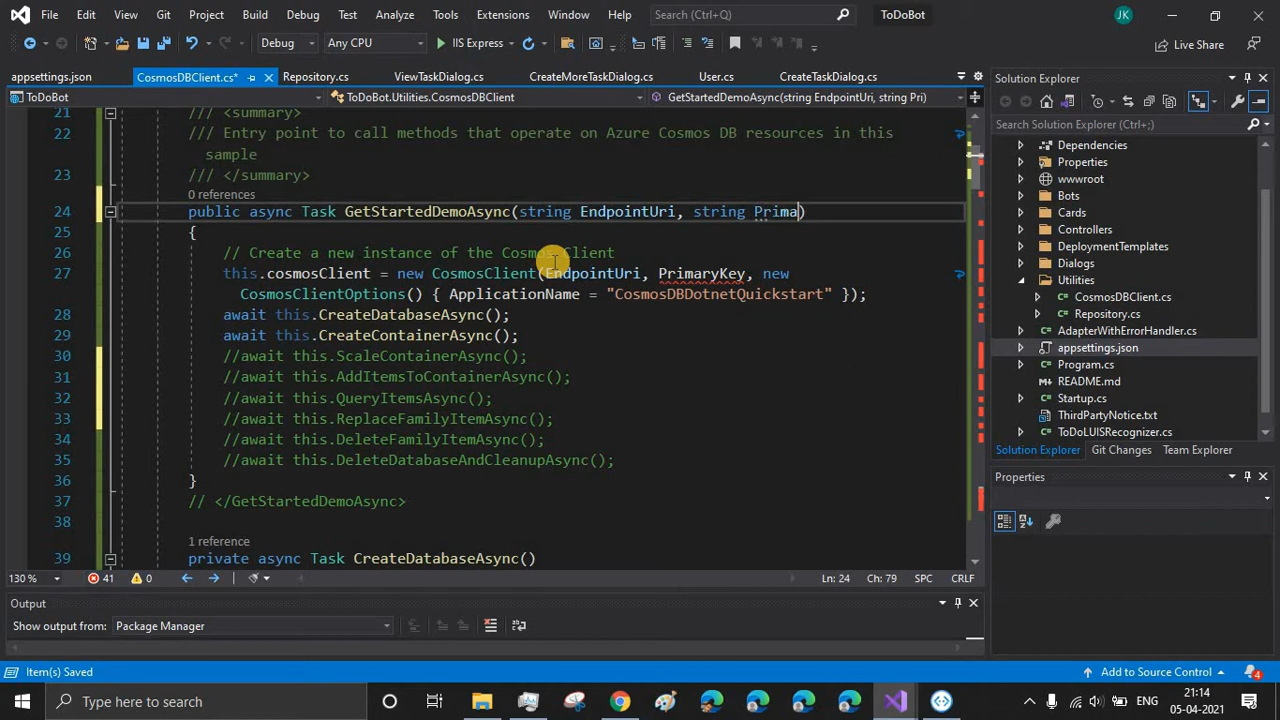 File Edit View Git Project Build Debug Test Analyze Tools Extensions Window Help Search (Ctrl+Q) ToDoBot JK
Debug Any CPU IIS Express Live Share
appsettings.json CosmosDBClient.cs* Repository.cs ViewTaskDialog.cs CreateMoreTaskDialog.cs User.cs CreateTaskDialog.cs
ToDoBot ToDoBot.Utilities.CosmosDBClient GetStartedDemoAsync(string EndpointUri, string Pri)
21 /// <summary>
22 /// Entry point to call methods that operate on Azure Cosmos DB resources in this
sample
23 /// </summary>
0 references
24 public async Task GetStartedDemoAsync(string EndpointUri, string Prima)
25 {
26 // Create a new instance of the Cosmos Client
27 this.cosmosClient = new CosmosClient(EndpointUri, PrimaryKey, new
CosmosClientOptions() { ApplicationName = "CosmosDBDotnetQuickstart" });
28 await this.CreateDatabaseAsync();
29 await this.CreateContainerAsync();
30 //await this.ScaleContainerAsync();
31 //await this.AddItemsToContainerAsync();
32 //await this.QueryItemsAsync();
33 //await this.ReplaceFamilyItemAsync();
34 //await this.DeleteFamilyItemAsync();
35 //await this.DeleteDatabaseAndCleanupAsync();
36 }
37 // </GetStartedDemoAsync>
38
1 reference
39 private async Task CreateDatabaseAsync()
130 % 41 0 Ln: 24 Ch: 79 SPC CRLF
Output
Show output from: Package Manager
Solution Explorer
Search Solution Explorer (Ctrl+;)
Dependencies
Properties
wwwroot
Bots
Cards
Controllers
DeploymentTemplates
Dialogs
Utilities
CosmosDBClient.cs
Repository.cs
AdapterWithErrorHandler.cs
appsettings.json
Program.cs
README.md
Startup.cs
ThirdPartyNotice.txt
ToDoLUISRecognizer.cs
Solution Explorer Git Changes Team Explorer
Properties
Item(s) Saved Add to Source Control 4
Type here to search ENG 21:14
05-04-2021